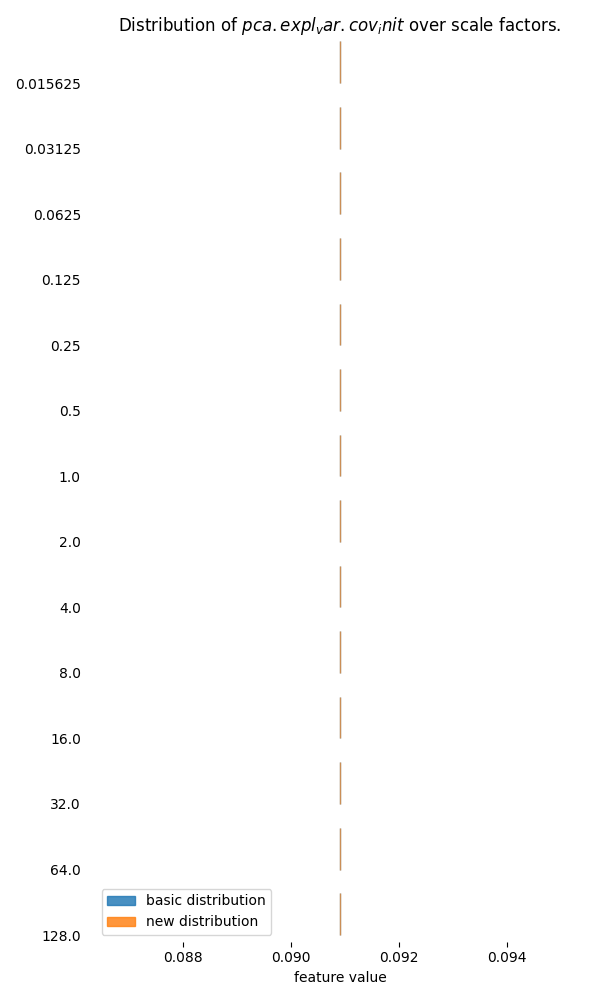 Distribution of pca.expl_var.cov_init over scale factors.
0.015625
0.03125
0.0625
0.125
0.25
0.5
1.0
2.0
4.0
8.0
16.0
32.0
64.0
128.0
basic distribution
new distribution
0.088 0.090 0.092 0.094
feature value